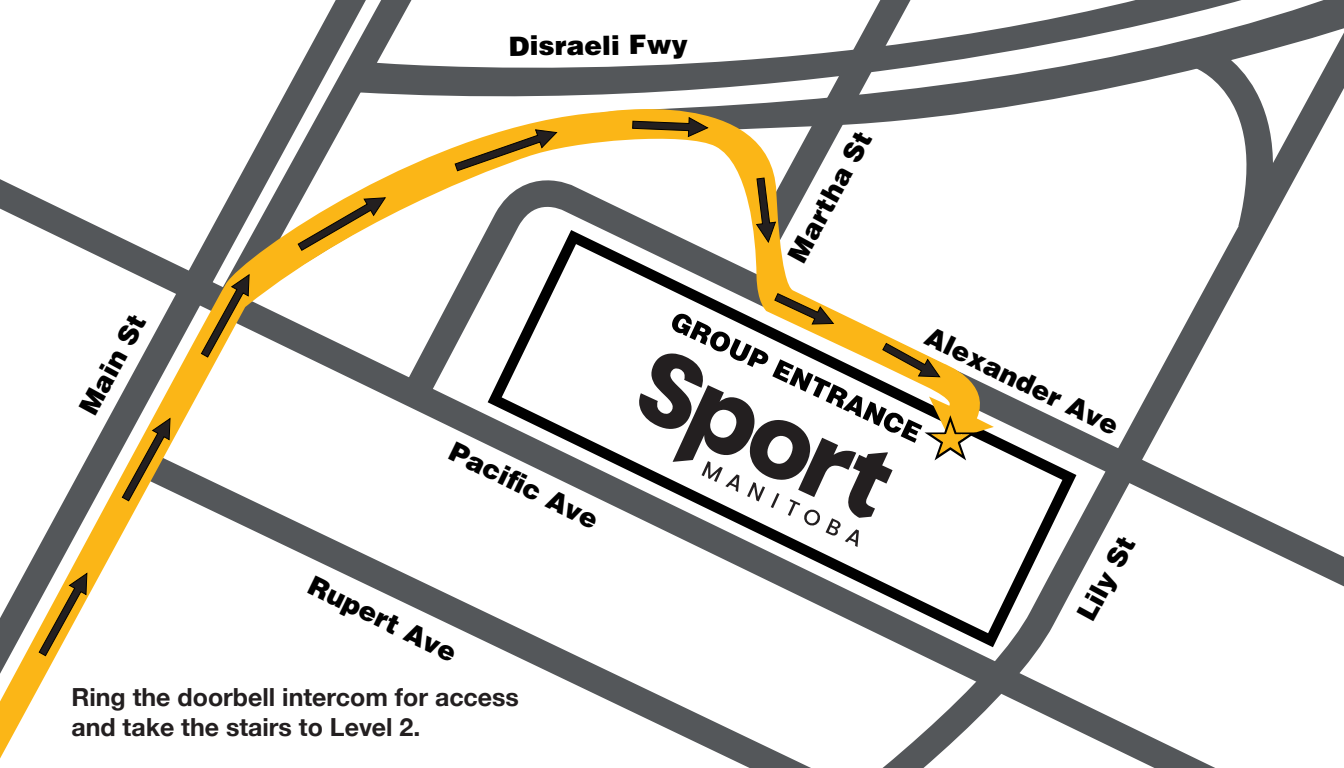 Disraeli Fwy
Martha St
Main St
GROUP ENTRANCE
Alexander Ave
sport
MANITOBA
Pacific Ave
Lily St
Rupert Ave
Ring the doorbell intercom for access
and take the stairs to Level 2.